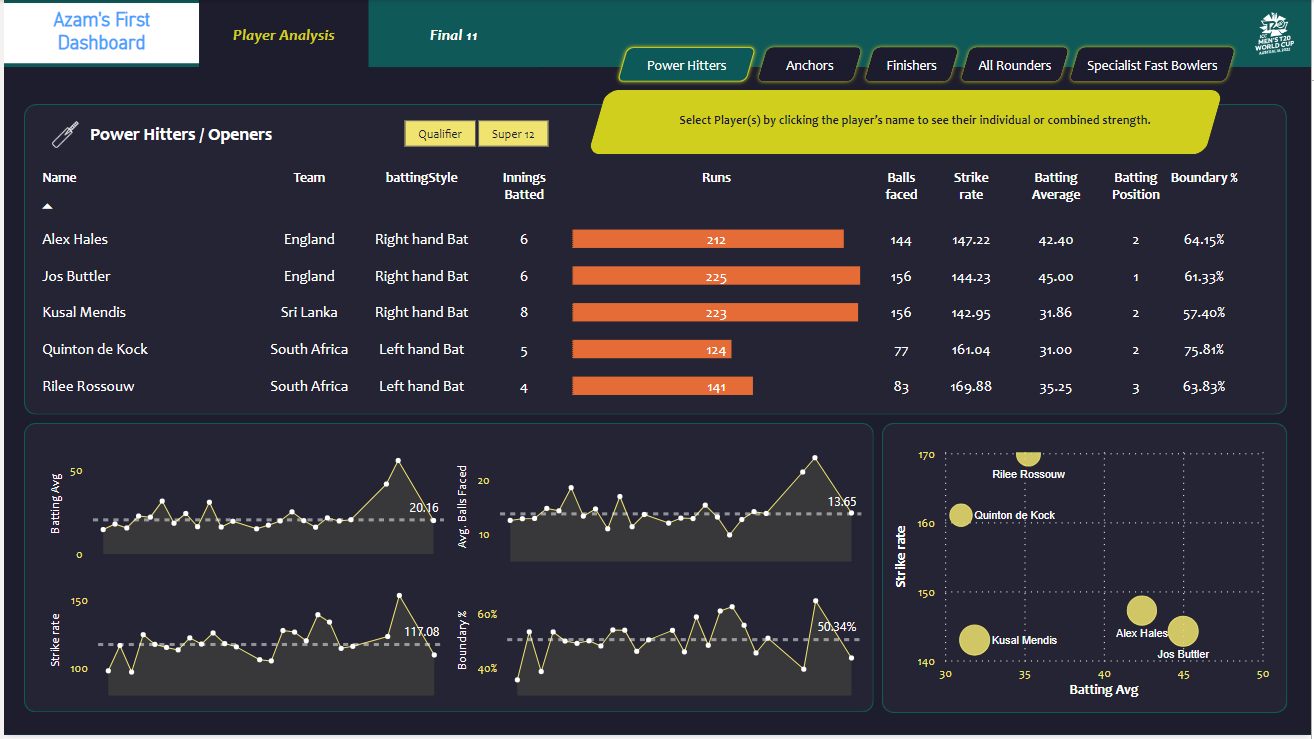 Azam's First
Dashboard
Player Analysis
Final 11
ICC
MEN'S T20
WORLD CUP
AUSTRALIA 2022
Power Hitters
Anchors
Finishers
All Rounders
Specialist Fast Bowlers
Select Player(s) by clicking the player's name to see their individual or combined strength.
Power Hitters / Openers
Qualifier
Super 12
Name Team battingStyle Innings Batted Runs Balls faced Strike rate Batting Average Batting Position Boundary %
Alex Hales England Right hand Bat 6 212 144 147.22 42.40 2 64.15%
Jos Buttler England Right hand Bat 6 225 156 144.23 45.00 1 61.33%
Kusal Mendis Sri Lanka Right hand Bat 8 223 156 142.95 31.86 2 57.40%
Quinton de Kock South Africa Left hand Bat 5 124 77 161.04 31.00 2 75.81%
Rilee Rossouw South Africa Left hand Bat 4 141 83 169.88 35.25 3 63.83%
Batting Avg
50
0
20.16
Avg. Balls Faced
20
10
13.65
Strike rate
150
100
117.08
Boundary %
60%
40%
50.34%
Strike rate
170
160
150
140
Rilee Rossouw
Quinton de Kock
Alex Hales
Kusal Mendis
Jos Buttler
30 35 40 45 50
Batting Avg